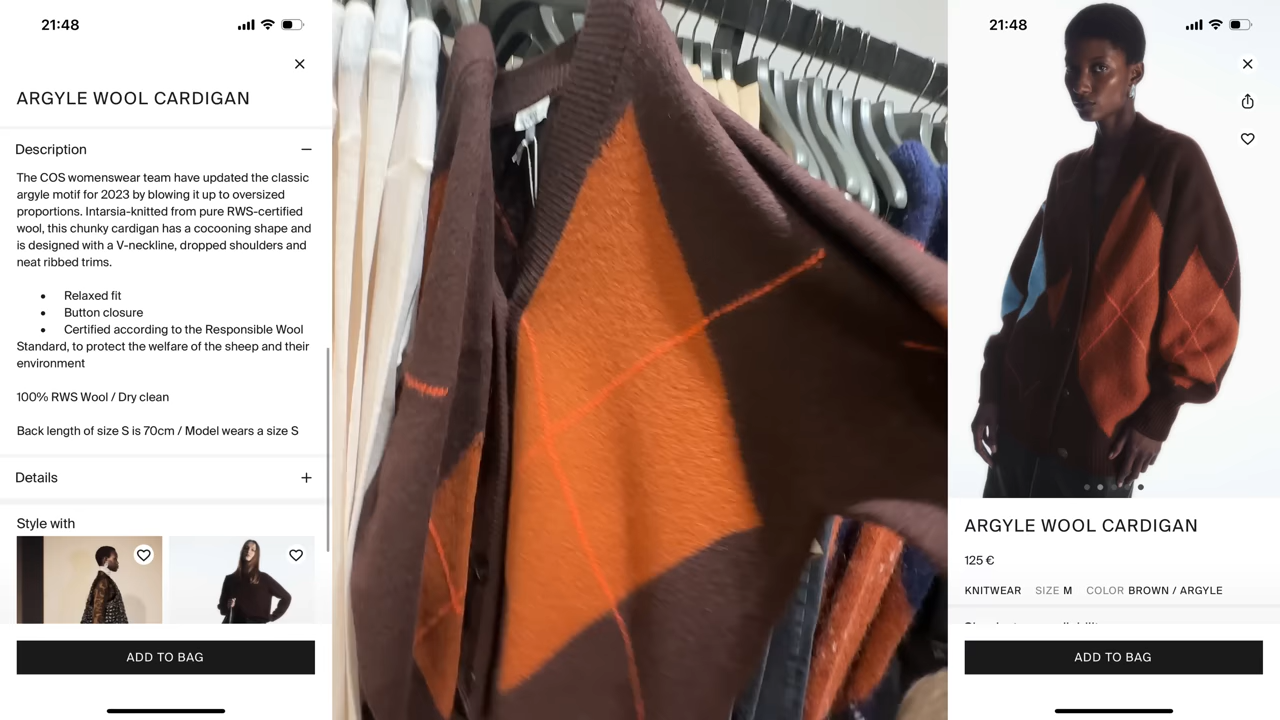 21:48
ARGYLE WOOL CARDIGAN
Description
The COS womenswear team have updated the classic
argyle motif for 2023 by blowing it up to oversized
proportions. Intarsia-knitted from pure RWS-certified
wool, this chunky cardigan has a cocooning shape and
is designed with a V-neckline, dropped shoulders and
neat ribbed trims.
• Relaxed fit
• Button closure
• Certified according to the Responsible Wool
Standard, to protect the welfare of the sheep and their
environment
100% RWS Wool / Dry clean
Back length of size S is 70cm / Model wears a size S
Details
Style with
ADD TO BAG
21:48
ARGYLE WOOL CARDIGAN
125 €
KNITWEAR SIZE M COLOR BROWN / ARGYLE
ADD TO BAG